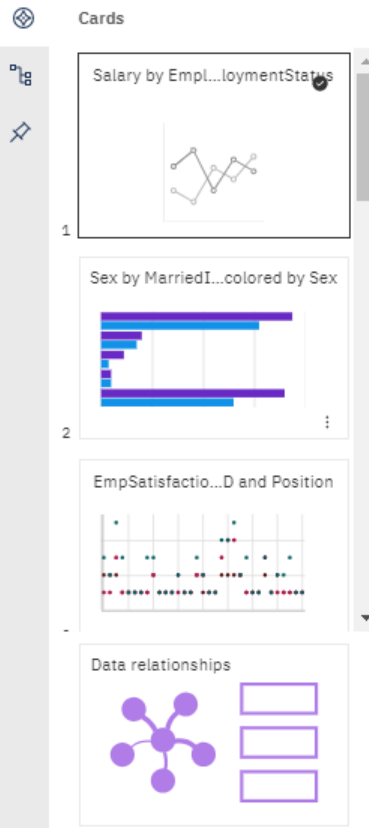 Cards
Salary by Empl...loymentStatus
1
Sex by MarriedI...colored by Sex
2
EmpSatisfactio...D and Position
Data relationships